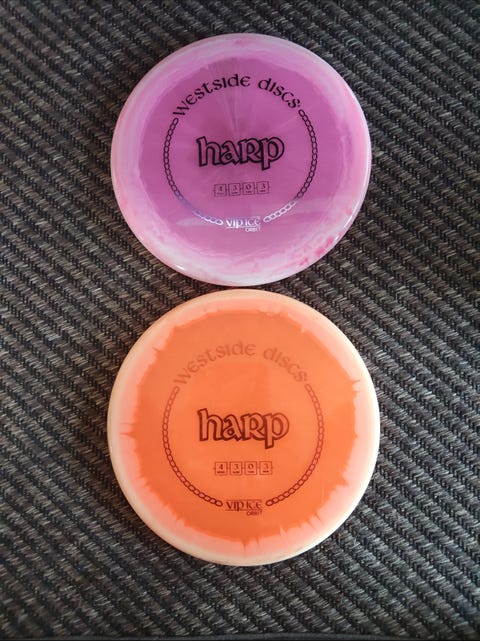 Westside discs
harp
4 3 0 3
VIP ICE
ORBIT
Westside discs
harp
4 3 0 3
VIP ICE
ORBIT